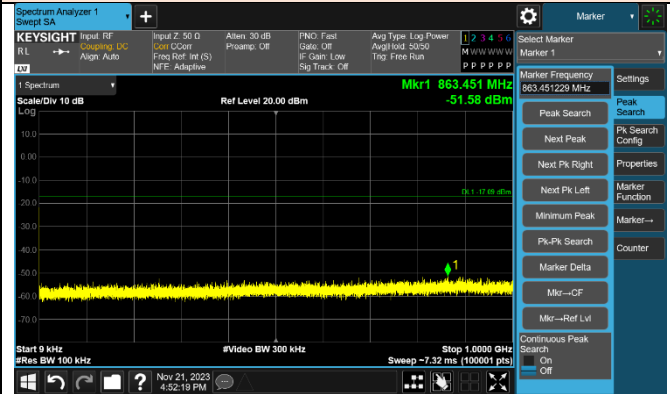 Spectrum Analyzer 1
Swept SA
+
Marker
KEYSIGHT
RL
LV
Input: RF
Coupling: DC
Align: Auto
Input Z: 50 Ω
Corr CCorr
Freq Ref: Int (S)
NFE: Adaptive
Atten: 30 dB
Preamp: Off
PNO: Fast
Gate: Off
IF Gain: Low
Sig Track: Off
Avg Type: Log-Power
Avg|Hold: 50/50
Trig: Free Run
1 2 3 4 5 6
M W W W W W
P P P P P P
Select Marker
Marker 1
1 Spectrum
Mkr1 863.451 MHz
Scale/Div 10 dB
Ref Level 20.00 dBm
-51.58 dBm
Log
10.0
0.00
-10.0
DL1 -17.69 dBm
-20.0
-30.0
-40.0
-50.0
1
-60.0
-70.0
Start 9 kHz
#Video BW 300 kHz
Stop 1.0000 GHz
#Res BW 100 kHz
Sweep ~7.32 ms (100001 pts)
Marker Frequency
863.451229 MHz
Peak Search
Next Peak
Next Pk Right
Next Pk Left
Minimum Peak
Pk-Pk Search
Marker Delta
Mkr→CF
Mkr→Ref Lvl
Continuous Peak
Search
On
Off
Settings
Peak
Search
Pk Search
Config
Properties
Marker
Function
Marker→
Counter
?
Nov 21, 2023
4:52:19 PM